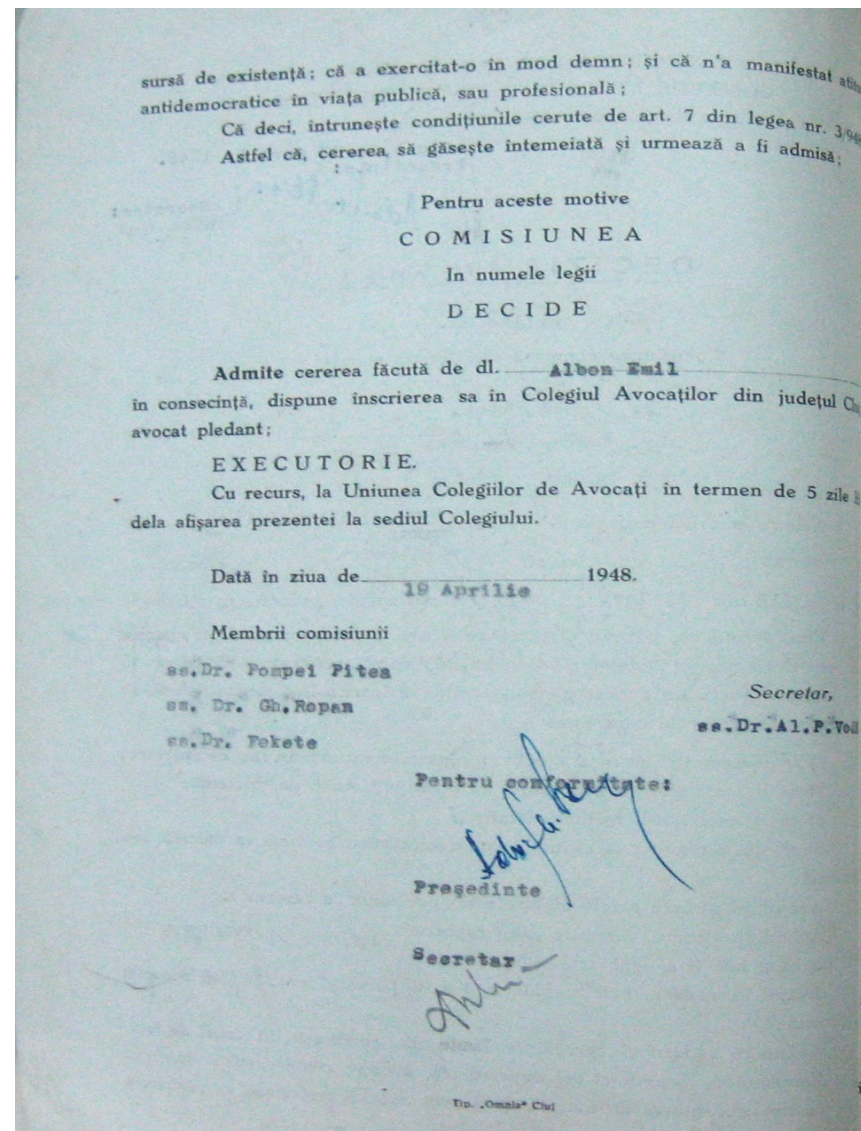 sursă de existență; că a exercitat-o în mod demn; și că n'a manifestat
antidemocratice în viața publică, sau profesională;
Că deci, întrunește condițiunile cerute de art. 7 din legea nr. 3/948
Astfel că, cererea să găsește întemeiată și urmează a fi admisă;
Pentru aceste motive
COMISIUNEA
In numele legii
DECIDE
Admite cererea făcută de dl. Albon Emil
în consecință, dispune înscrierea sa în Colegiul Avocaților din județul
avocat pledant;
EXECUTORIE.
Cu recurs, la Uniunea Colegiilor de Avocați în termen de 5 zile
dela afișarea prezentei la sediul Colegiului.
Dată în ziua de 19 Aprilie 1948.
Membrii comisiunii
ss.Dr. Pompei Pitea
ss. Dr. Gh.Ropan
ss.Dr. Fekete
Secretar,
ss.Dr.Al.P.
Pentru conformitate:
Președinte
Secretar
Tip. „Omnia" Cluj